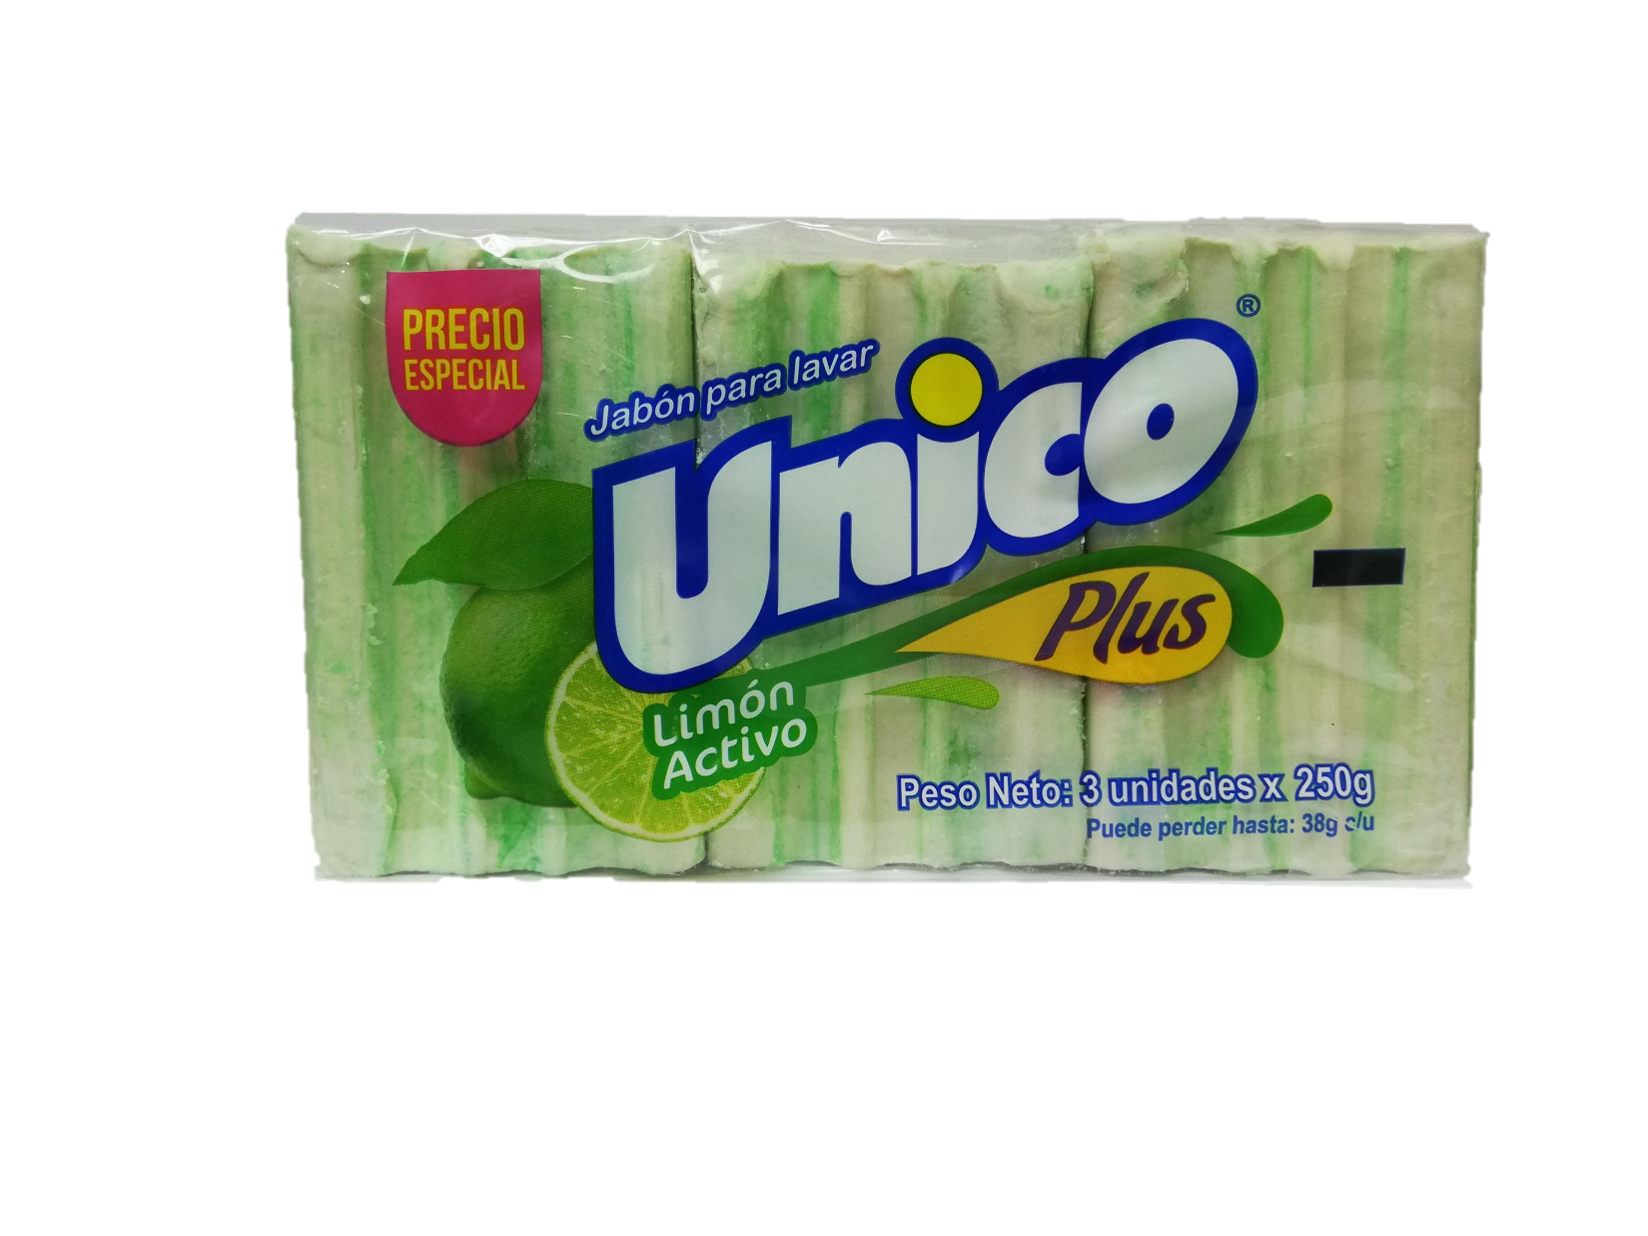 PRECIO
ESPECIAL
Jabón para lavar
Unico®
Plus
Limón
Activo
Peso Neto: 3 unidades x 250g
Puede perder hasta: 38g c/u